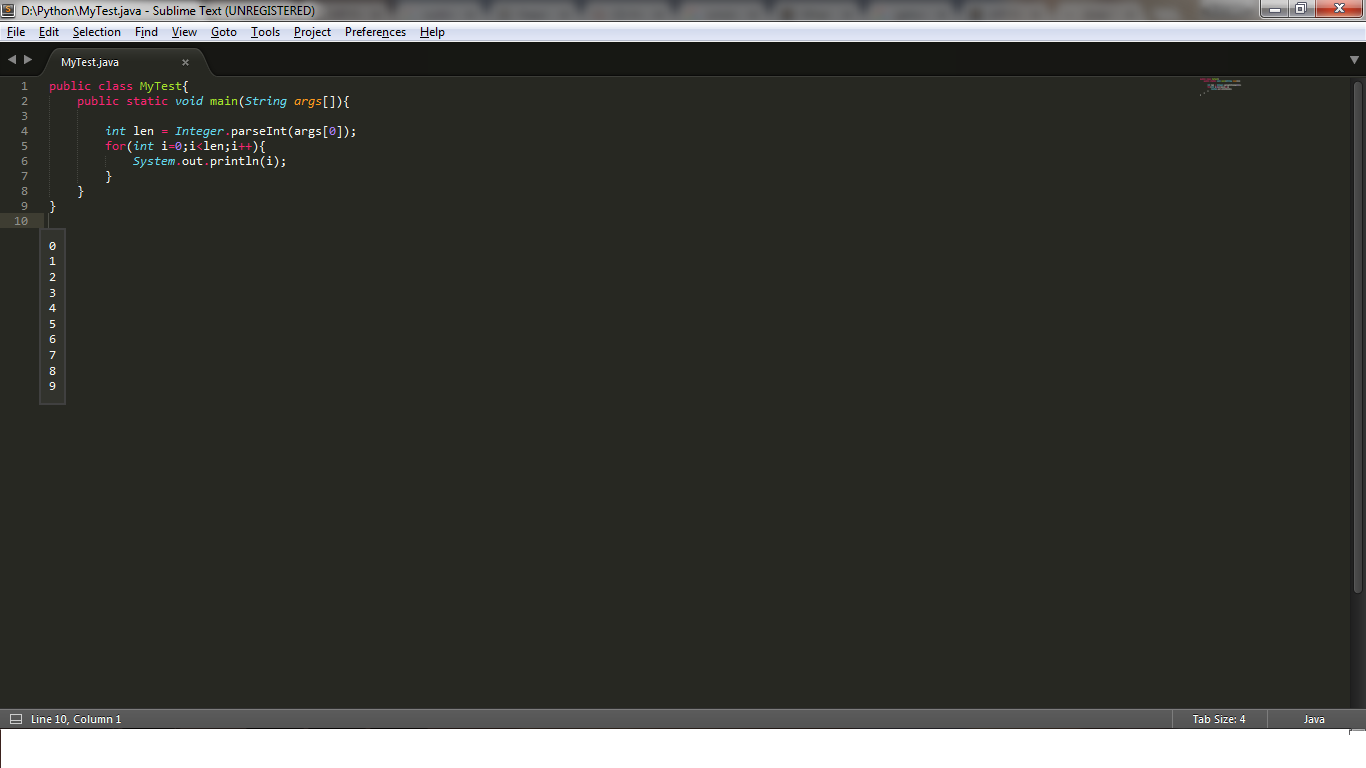 D:\Python\MyTest.java - Sublime Text (UNREGISTERED)
File Edit Selection Find View Goto Tools Project Preferences Help
MyTest.java
1 public class MyTest{
2     public static void main(String args[]){
3
4         int len = Integer.parseInt(args[0]);
5         for(int i=0;i<len;i++){
6             System.out.println(i);
7         }
8     }
9 }
10
0
1
2
3
4
5
6
7
8
9
Line 10, Column 1 Tab Size: 4 Java